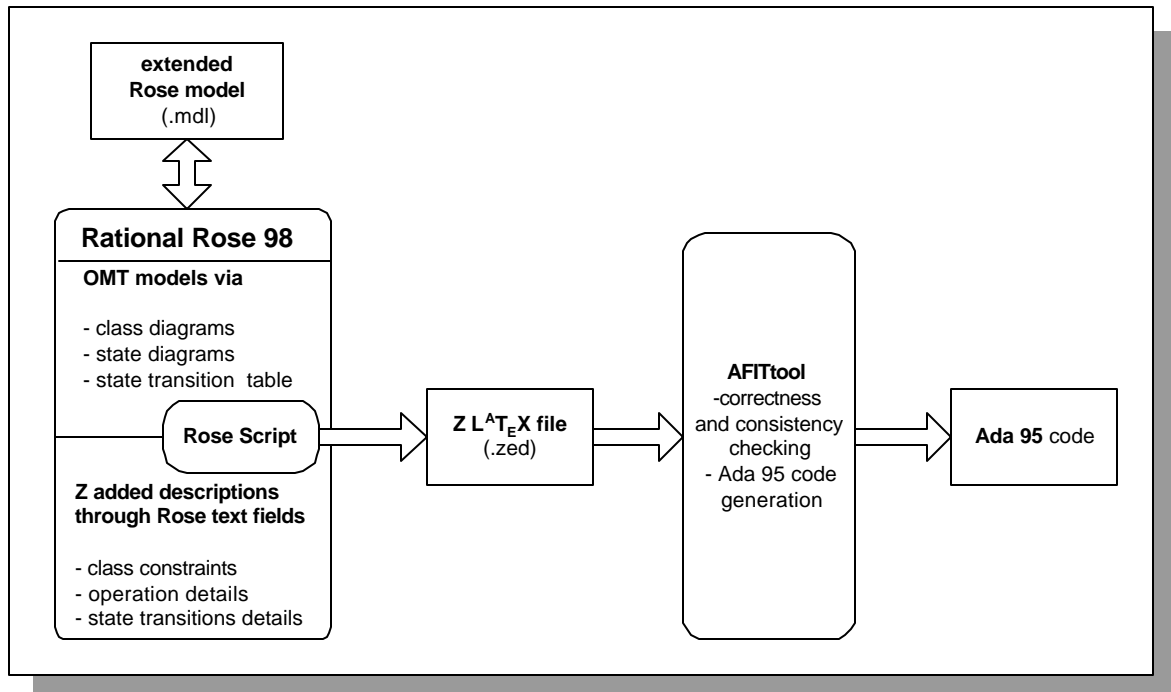 extended
Rose model
(.mdl)
Rational Rose 98
OMT models via
- class diagrams
- state diagrams
- state transition table
Rose Script
Z added descriptions
through Rose text fields
- class constraints
- operation details
- state transitions details
Z LATEX file
(.zed)
AFITtool
-correctness
and consistency
checking
- Ada 95 code
generation
Ada 95 code